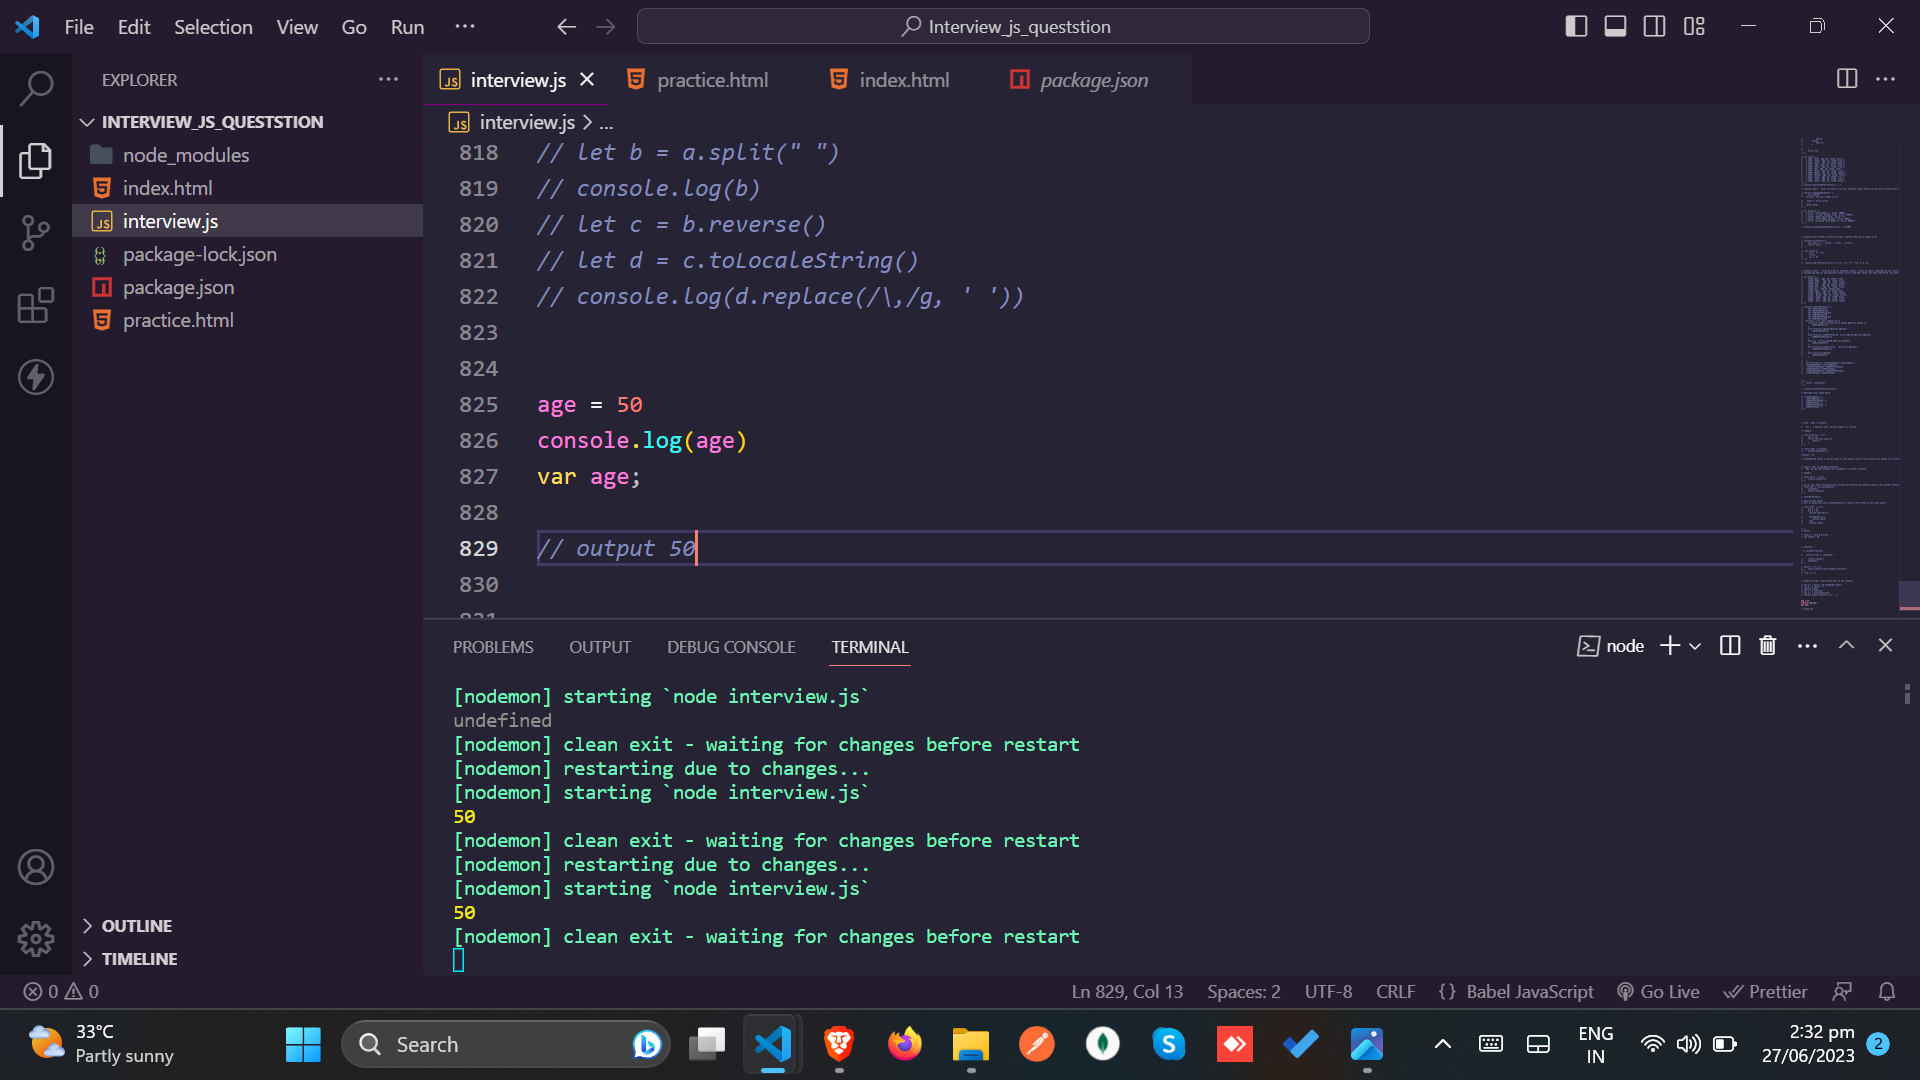 File Edit Selection View Go Run ...
Interview_js_queststion
EXPLORER
INTERVIEW_JS_QUESTSTION
node_modules
index.html
JS interview.js
package-lock.json
package.json
practice.html
OUTLINE
TIMELINE
JS interview.js practice.html index.html package.json
JS interview.js > ...
818 // let b = a.split(" ")
819 // console.log(b)
820 // let c = b.reverse()
821 // let d = c.toLocaleString()
822 // console.log(d.replace(/\,/g, ' '))
823
824
825 age = 50
826 console.log(age)
827 var age;
828
829 // output 50
830
831
PROBLEMS OUTPUT DEBUG CONSOLE TERMINAL
node
[nodemon] starting `node interview.js`
undefined
[nodemon] clean exit - waiting for changes before restart
[nodemon] restarting due to changes...
[nodemon] starting `node interview.js`
50
[nodemon] clean exit - waiting for changes before restart
[nodemon] restarting due to changes...
[nodemon] starting `node interview.js`
50
[nodemon] clean exit - waiting for changes before restart
0 0
Ln 829, Col 13 Spaces: 2 UTF-8 CRLF {} Babel JavaScript Go Live Prettier
33°C
Partly sunny
Search
S
ENG
IN
2:32 pm
27/06/2023
2